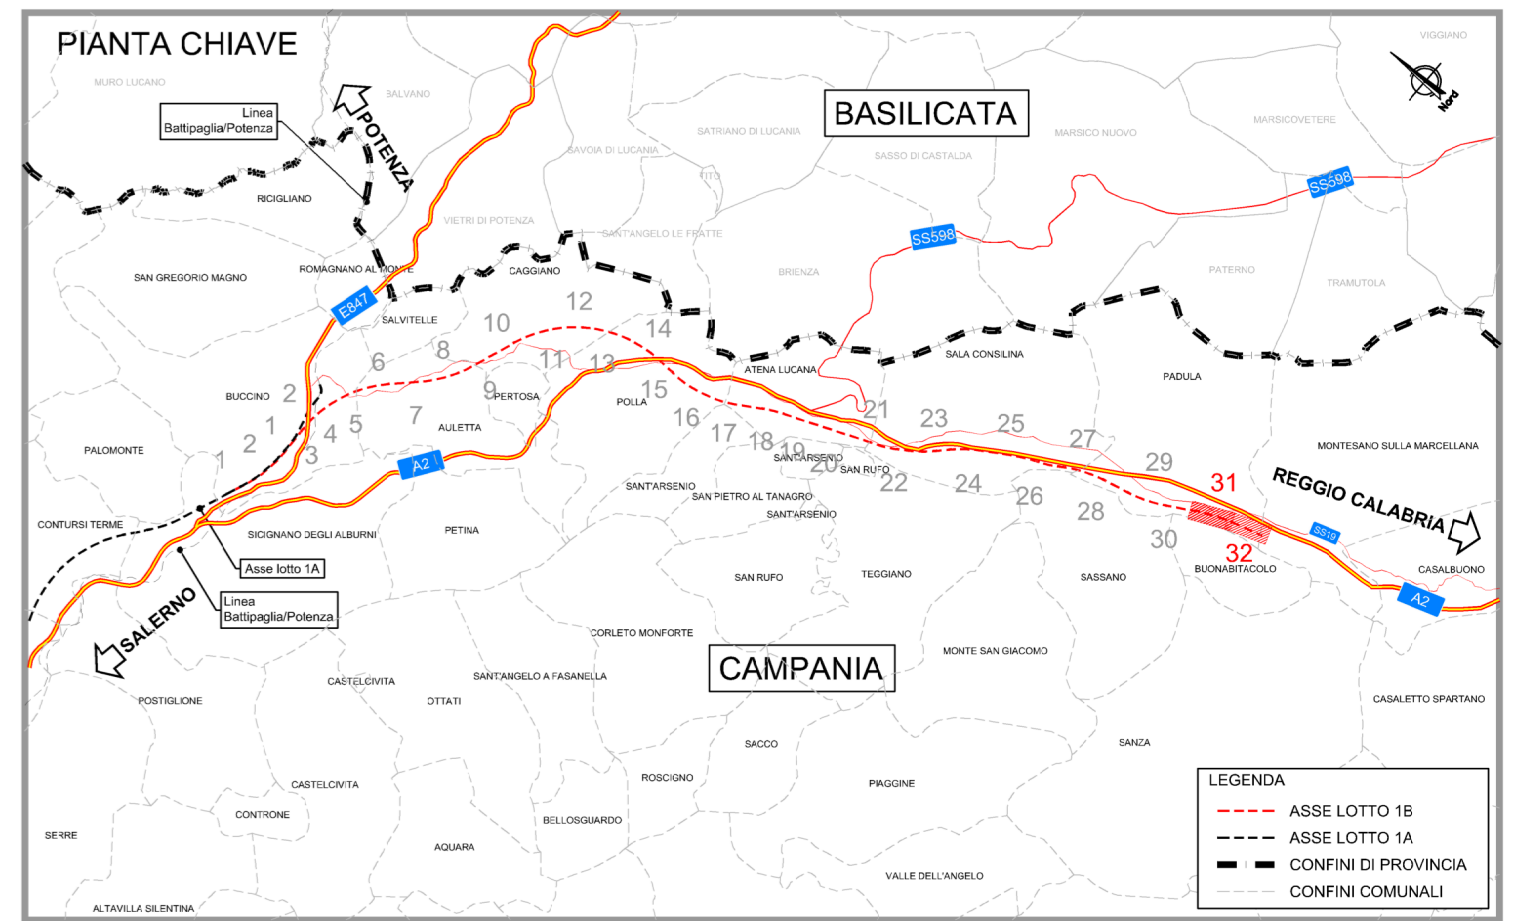 PIANTA CHIAVE
VIGGIANO
MURO LUCANO
BALVANO
Nord
Linea
Battipaglia/Potenza
POTENZA
BASILICATA
SATRIANO DI LUCANIA
MARSICO NUOVO
MARSICOVETERE
SAVOIA DI LUCANIA
SASSO DI CASTALDA
TITO
SS598
RICIGLIANO
VIETRI DI POTENZA
SANT'ANGELO LE FRATTE
SS598
SAN GREGORIO MAGNO
ROMAGNANO AL MONTE
CAGGIANO
BRIENZA
PATERNO
TRAMUTOLA
E847
SALVITELLE
12
10
14
8
6
11
13
SALA CONSILINA
ATENA LUCANA
PADULA
BUCCINO
2
9
PERTOSA
POLLA
15
1
5
7
AULETTA
16
21
23
25
2
4
17
18
27
PALOMONTE
1
3
A2
19
SANT'ARSENIO
20
SAN RUFO
29
MONTESANO SULLA MARCELLANA
SANT'ARSENIO
22
24
31
REGGIO CALABRIA
SAN PIETRO AL TANAGRO
26
SANT'ARSENIO
28
CONTURSI TERME
SICIGNANO DEGLI ALBURNI
PETINA
30
SS19
32
Asse lotto 1A
SAN RUFO
TEGGIANO
SASSANO
BUONABITACOLO
CASALBUONO
A2
Linea
Battipaglia/Potenza
SALERNO
CORLETO MONFORTE
MONTE SAN GIACOMO
CAMPANIA
CASTELCIVITA
SANT'ANGELO A FASANELLA
POSTIGLIONE
OTTATI
CASALETTO SPARTANO
SACCO
SANZA
ROSCIGNO
PIAGGINE
CASTELCIVITA
CONTRONE
BELLOSGUARDO
SERRE
AQUARA
VALLE DELL'ANGELO
ALTAVILLA SILENTINA
LEGENDA
ASSE LOTTO 1B
ASSE LOTTO 1A
CONFINI DI PROVINCIA
CONFINI COMUNALI